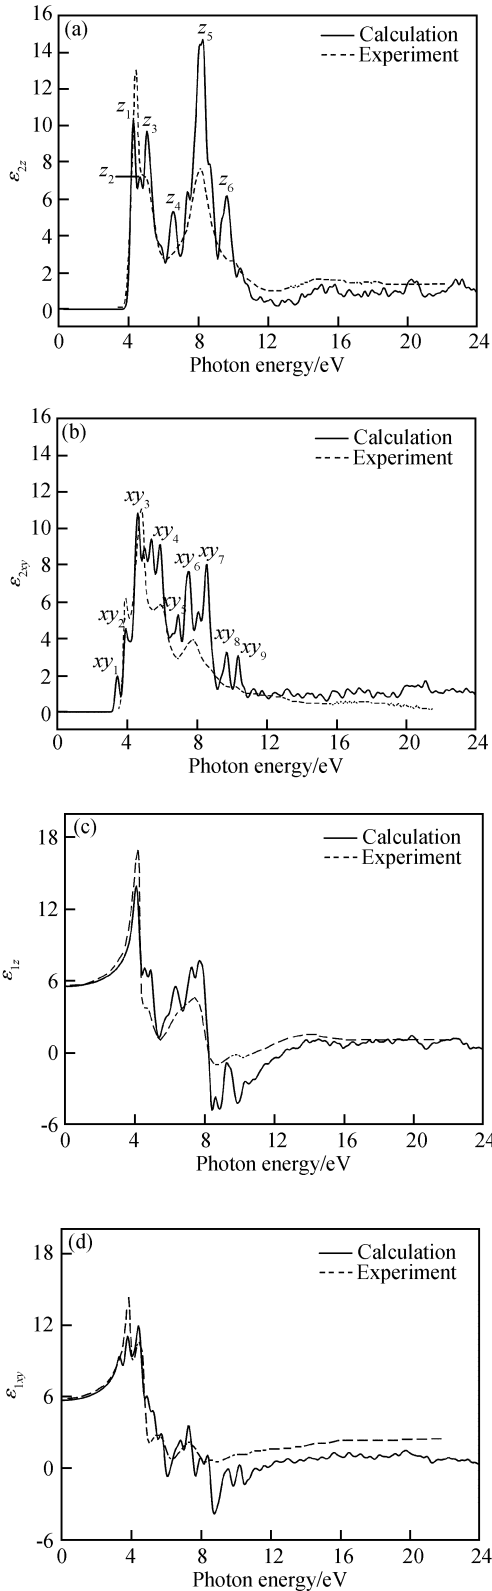 (a)
Calculation
Experiment
16
14
12
10
8
6
4
2
0
ε2z
z1
z2
z3
z4
z5
z6
0 4 8 12 16 20 24
Photon energy/eV
(b)
Calculation
Experiment
16
14
12
10
8
6
4
2
0
ε2xy
xy1
xy2
xy3
xy4
xy5
xy6
xy7
xy8
xy9
0 4 8 12 16 20 24
Photon energy/eV
(c)
Calculation
Experiment
18
12
6
0
-6
ε1z
0 4 8 12 16 20 24
Photon energy/eV
(d)
Calculation
Experiment
18
12
6
0
-6
ε1xy
0 4 8 12 16 20 24
Photon energy/eV